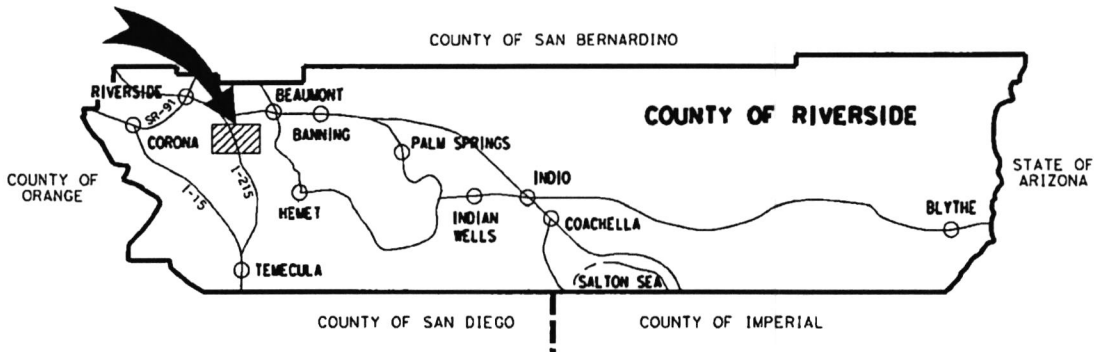 COUNTY OF SAN BERNARDINO
RIVERSIDE
BEAUMONT
SR-91
COUNTY OF RIVERSIDE
CORONA
BANNING
PALM SPRINGS
COUNTY OF
ORANGE
STATE OF
ARIZONA
I-15
I-215
HEMET
INDIO
INDIAN
WELLS
COACHELLA
BLYTHE
TEMECULA
SALTON SEA
COUNTY OF SAN DIEGO
COUNTY OF IMPERIAL